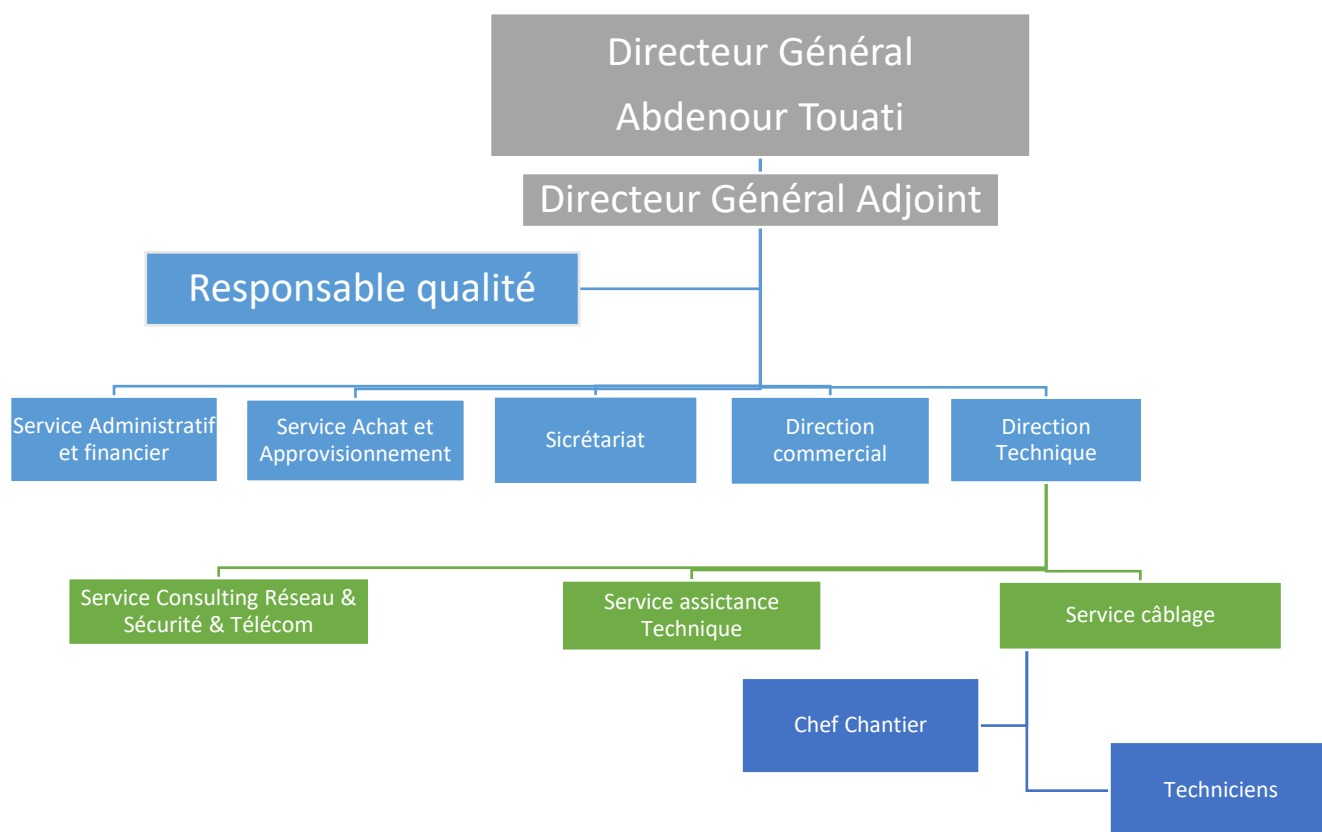 Directeur Général
Abdenour Touati
Directeur Général Adjoint
Responsable qualité
Service Administratif
et financier
Service Achat et
Approvisionnement
Sicrétariat
Direction
commercial
Direction
Technique
Service Consulting Réseau &
Sécurité & Télécom
Service assictance
Technique
Service câblage
Chef Chantier
Techniciens